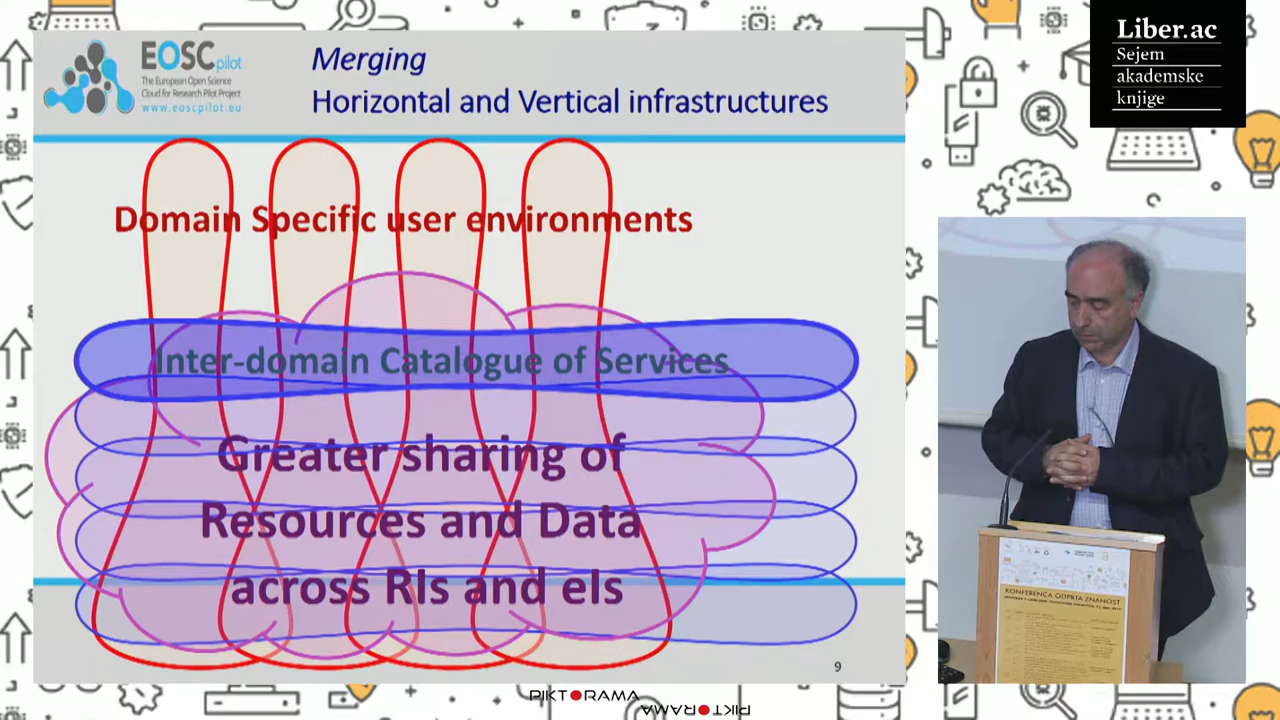 EOSCpilot
The European Open Science
Cloud for Research Pilot Project
www.eoscpilot.eu
Merging
Horizontal and Vertical infrastructures
Domain Specific user environments
Inter-domain Catalogue of Services
Greater sharing of
Resources and Data
across RIs and eIs
9
Liber.ac
Sejem
akademske
knjige
KONFERENCA ODPRTA ZNANOST
PIKTORAMA
PIKTORAMA